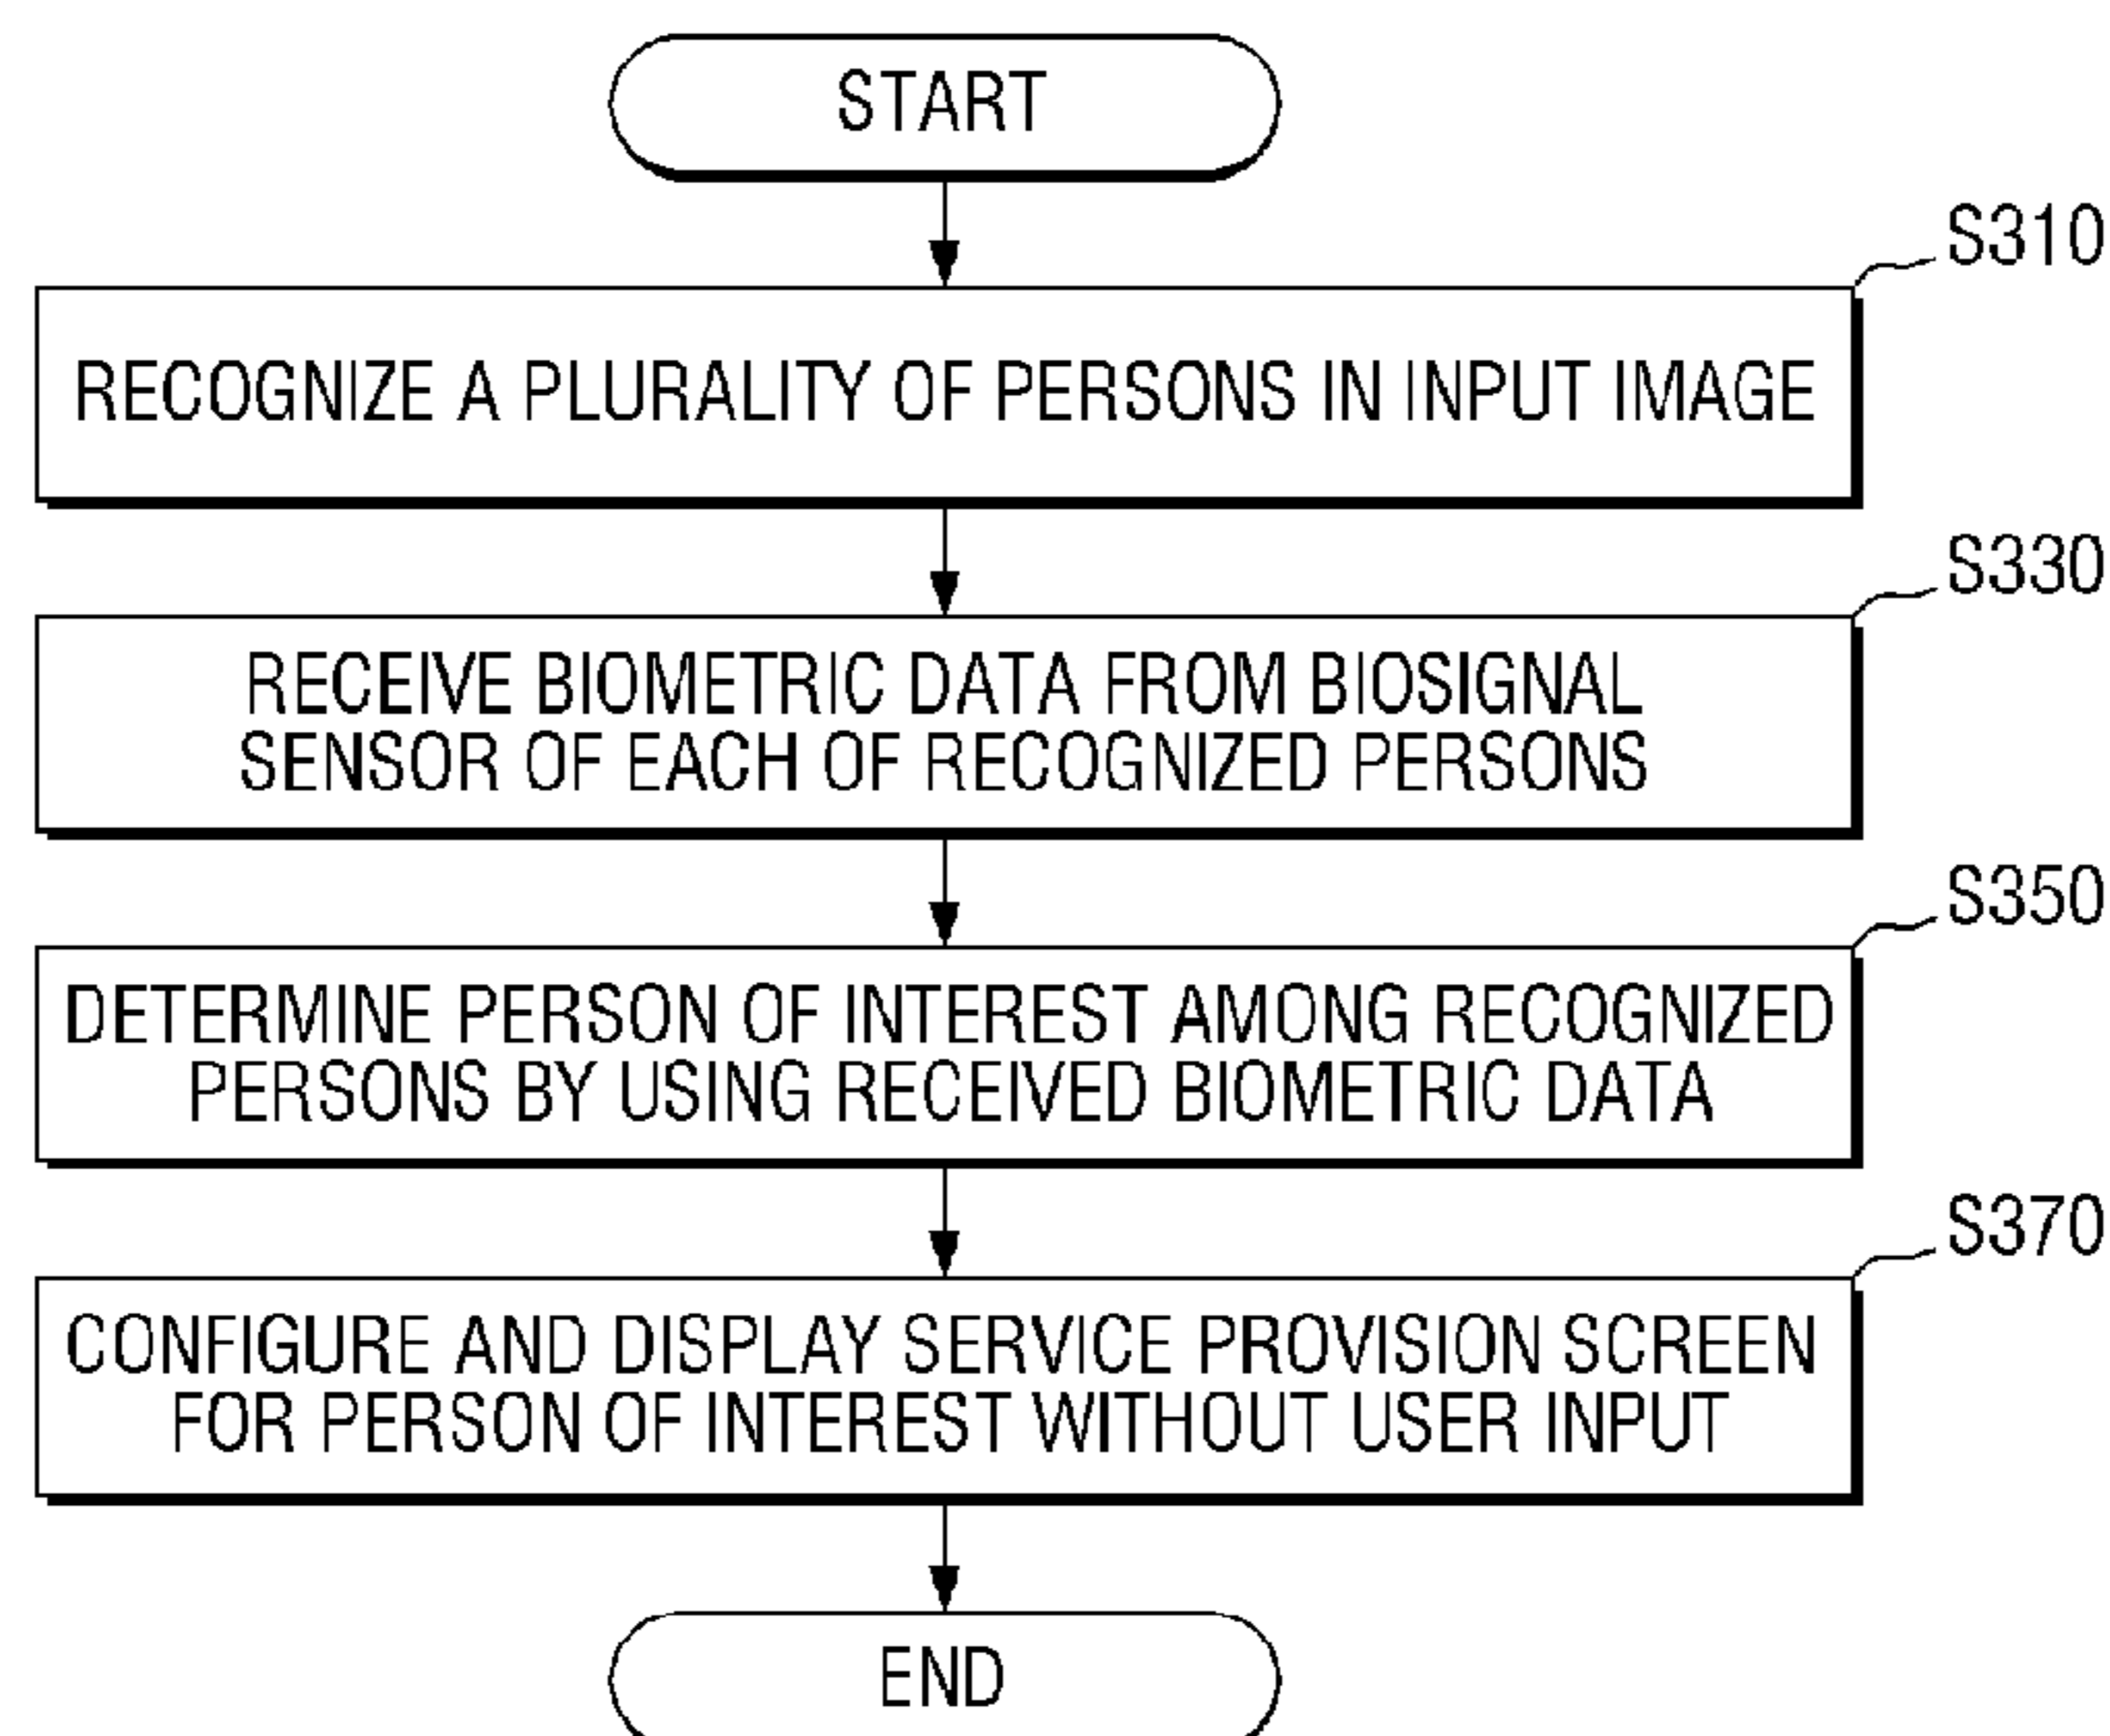 START
S310
RECOGNIZE A PLURALITY OF PERSONS IN INPUT IMAGE
S330
RECEIVE BIOMETRIC DATA FROM BIOSIGNAL
SENSOR OF EACH OF RECOGNIZED PERSONS
S350
DETERMINE PERSON OF INTEREST AMONG RECOGNIZED
PERSONS BY USING RECEIVED BIOMETRIC DATA
S370
CONFIGURE AND DISPLAY SERVICE PROVISION SCREEN
FOR PERSON OF INTEREST WITHOUT USER INPUT
END